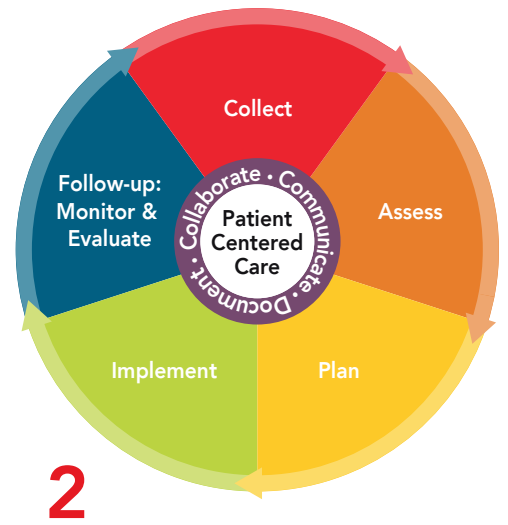 Collect
Assess
Plan
Implement
Follow-up:
Monitor &
Evaluate
Collaborate • Communicate • Document •
Patient
Centered
Care
2